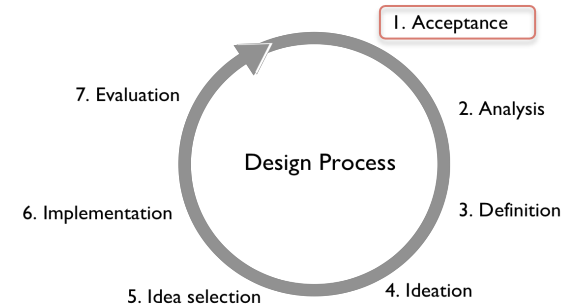 1. Acceptance
2. Analysis
3. Definition
4. Ideation
5. Idea selection
6. Implementation
7. Evaluation
Design Process